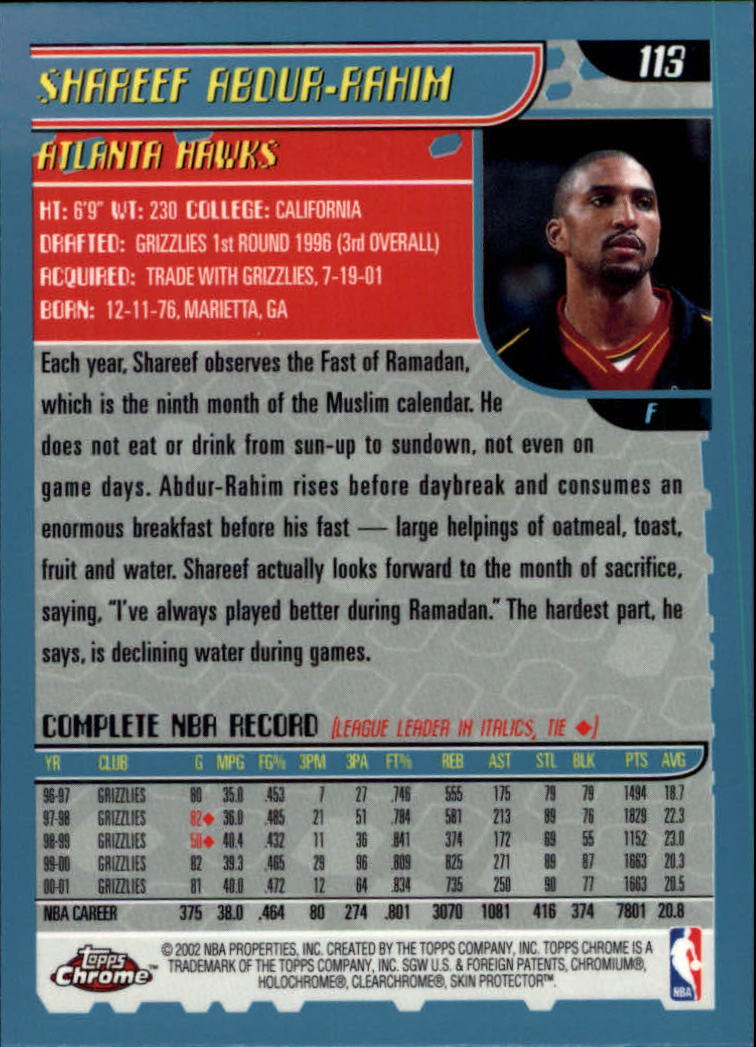 113
SHAREEF ABDUR-RAHIM
ATLANTA HAWKS
HT: 6'9" WT: 230 COLLEGE: CALIFORNIA
DRAFTED: GRIZZLIES 1st ROUND 1996 (3rd OVERALL)
ACQUIRED: TRADE WITH GRIZZLIES, 7-19-01
BORN: 12-11-76, MARIETTA, GA
F
Each year, Shareef observes the Fast of Ramadan,
which is the ninth month of the Muslim calendar. He
does not eat or drink from sun-up to sundown, not even on
game days. Abdur-Rahim rises before daybreak and consumes an
enormous breakfast before his fast — large helpings of oatmeal, toast,
fruit and water. Shareef actually looks forward to the month of sacrifice,
saying, "I've always played better during Ramadan." The hardest part, he
says, is declining water during games.
COMPLETE NBA RECORD (LEAGUE LEADER IN ITALICS, TIE ◆)
YR CLUB G MPG FG% 3PM 3PA FT% REB AST STL BLK PTS AVG
96-97 GRIZZLIES 80 35.0 .453 7 27 .746 555 175 79 79 1494 18.7
97-98 GRIZZLIES 82◆ 36.0 .485 21 51 .784 581 213 89 76 1829 22.3
98-99 GRIZZLIES 50◆ 40.4 .432 11 36 .841 374 172 69 55 1152 23.0
99-00 GRIZZLIES 82 39.3 .465 29 96 .809 825 271 89 87 1663 20.3
00-01 GRIZZLIES 81 40.0 .472 12 64 .834 735 250 90 77 1663 20.5
NBA CAREER 375 38.0 .464 80 274 .801 3070 1081 416 374 7801 20.8
Topps
Chrome™
© 2002 NBA PROPERTIES, INC. CREATED BY THE TOPPS COMPANY, INC. TOPPS CHROME IS A
TRADEMARK OF THE TOPPS COMPANY, INC. SGW U.S. & FOREIGN PATENTS, CHROMIUM®,
HOLOCHROME®, CLEARCHROME®, SKIN PROTECTOR™.
NBA